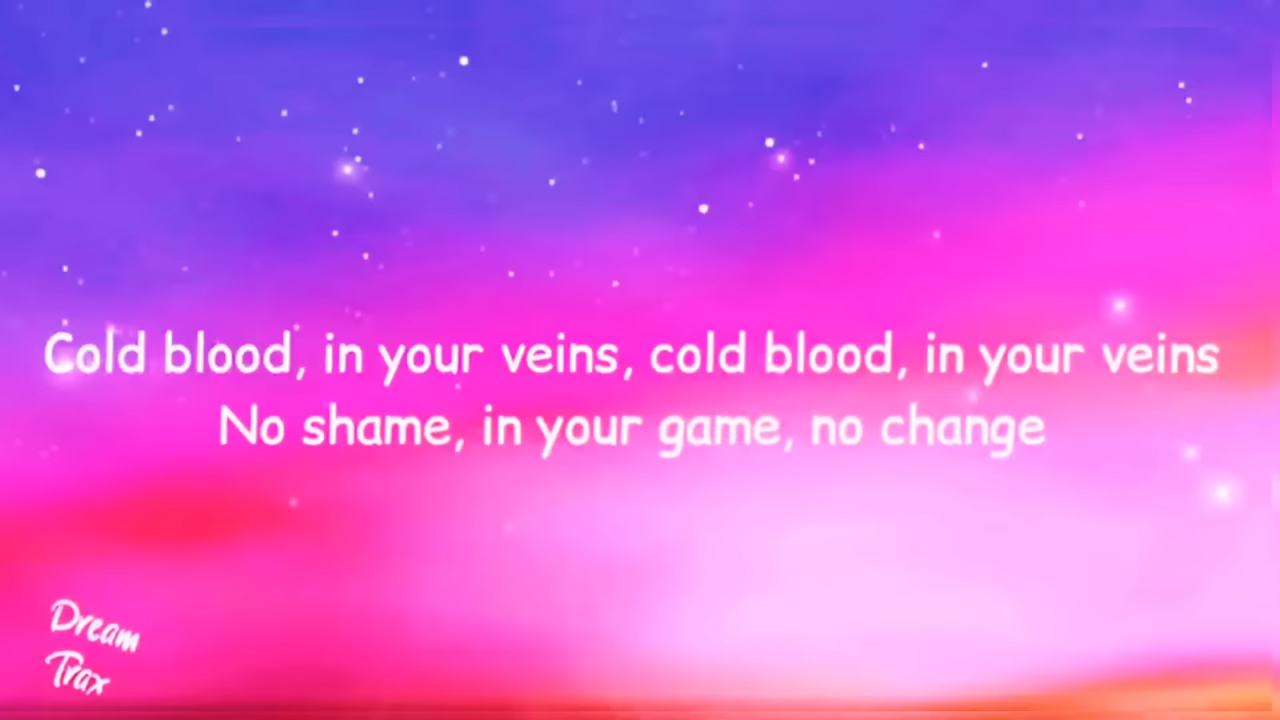 Cold blood, in your veins, cold blood, in your veins
No shame, in your game, no change
Dream
Trax